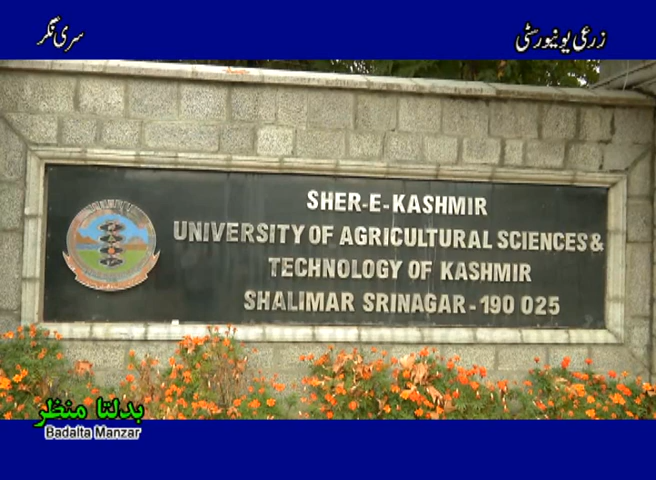 زرعی یونیورسٹی
سری نگر
SHER-E-KASHMIR
UNIVERSITY OF AGRICULTURAL SCIENCES &
TECHNOLOGY OF KASHMIR
SHALIMAR SRINAGAR - 190 025
بدلتا منظر
Badalta Manzar